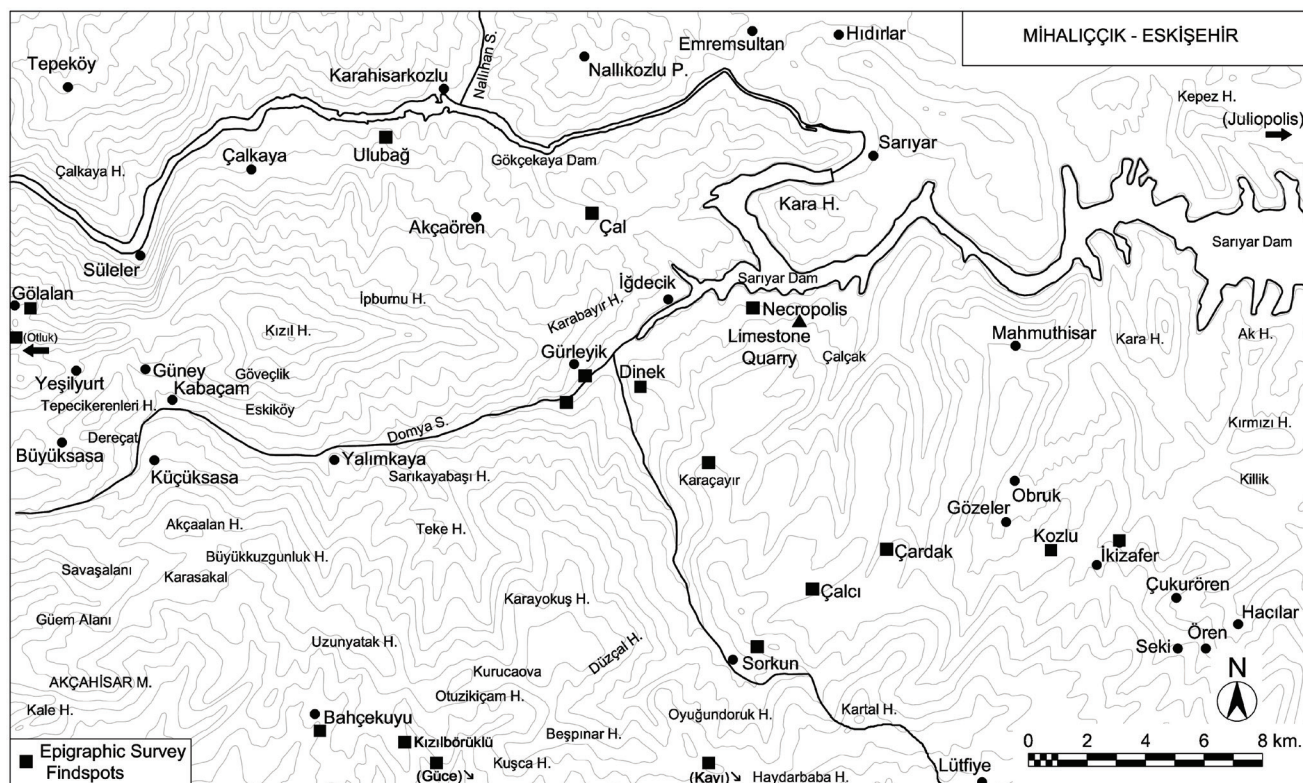 MİHALIÇÇIK - ESKİŞEHİR
Emremsultan
Hıdırlar
Tepeköy
Karahisarkozlu
Nallıhan S.
Nallıkozlu P.
Kepez H.
(Juliopolis)
Çalkaya H.
Çalkaya
Ulubağ
Gökçekaya Dam
Sarıyar
Kara H.
Akçaören
Çal
Süleler
Sarıyar Dam
Sarıyar Dam
Gölalan
İpburnu H.
İğdecik
Karabayır H.
Necropolis
Limestone
Quarry
Çalçak
(Otluk)
Kızıl H.
Mahmuthisar
Kara H.
Ak H.
Yeşilyurt
Güney
Göveçlik
Gürleyik
Dinek
Kabaçam
Tepecikerenleri H.
Eskiköy
Dereçat
Domya S.
Kırmızı H.
Büyüksasa
Küçüksasa
Yalımkaya
Sarıkayabaşı H.
Karaçayır
Obruk
Killik
Gözeler
Akçaalan H.
Teke H.
Büyükkuzgunluk H.
Kozlu
İkizafer
Çardak
Savaşalanı
Karasakal
Çalcı
Karayokuş H.
Çukurören
Hacılar
Güem Alanı
Uzunyatak H.
Düzçal H.
Ören
Seki
Sorkun
Kurucaova
AKÇAHİSAR M.
Otuzikiçam H.
N
Kale H.
Bahçekuyu
Oyuğundoruk H.
Kartal H.
Beşpınar H.
Kızılbörüklü
Epigraphic Survey
Findspots
Kuşca H.
(Güce)
(Kayı)
Haydarbaba H.
Lütfiye
0 2 4 6 8 km.